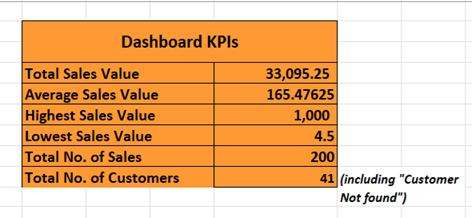 Dashboard KPIs
Total Sales Value 33,095.25
Average Sales Value 165.47625
Highest Sales Value 1,000
Lowest Sales Value 4.5
Total No. of Sales 200
Total No. of Customers 41 (including "Customer
Not found")